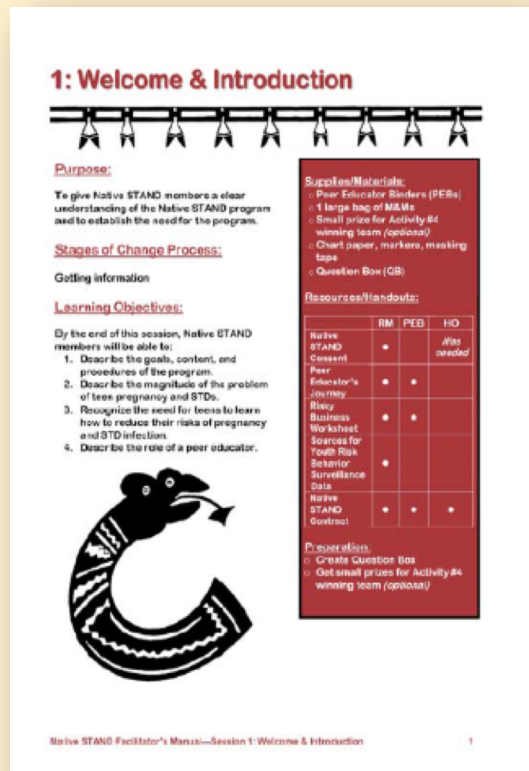 1: Welcome & Introduction
Purpose:
To give Native STAND members a clear
understanding of the Native STAND program
and to establish the need for the program.
Stages of Change Process:
Getting information
Learning Objectives:
By the end of this session, Native STAND
members will be able to:
1. Describe the goals, content, and
procedures of the program.
2. Describe the magnitude of the problem
of teen pregnancy and STDs.
3. Recognize the need for teens to learn
how to reduce their risks of pregnancy
and STD infection.
4. Describe the role of a peer educator.
Supplies/Materials:
○ Peer Educator Binders (PEBs)
○ 1 large bag of M&Ms
○ Small prize for Activity #4
winning team (optional)
○ Chart paper, markers, masking
tape
○ Question Box (QB)
Resources/Handouts:
RM PEB HO
Native
STAND
Consent
• needed
Peer
Educator's
Journey
• •
Risky
Business
Worksheet
• •
Sources for
Youth Risk
Behavior
Surveillance
Data
•
Native
STAND
Contract
• • •
Preparation:
○ Create Question Box
○ Get small prizes for Activity #4
winning team (optional)
Native STAND Facilitator's Manual—Session 1: Welcome & Introduction 1